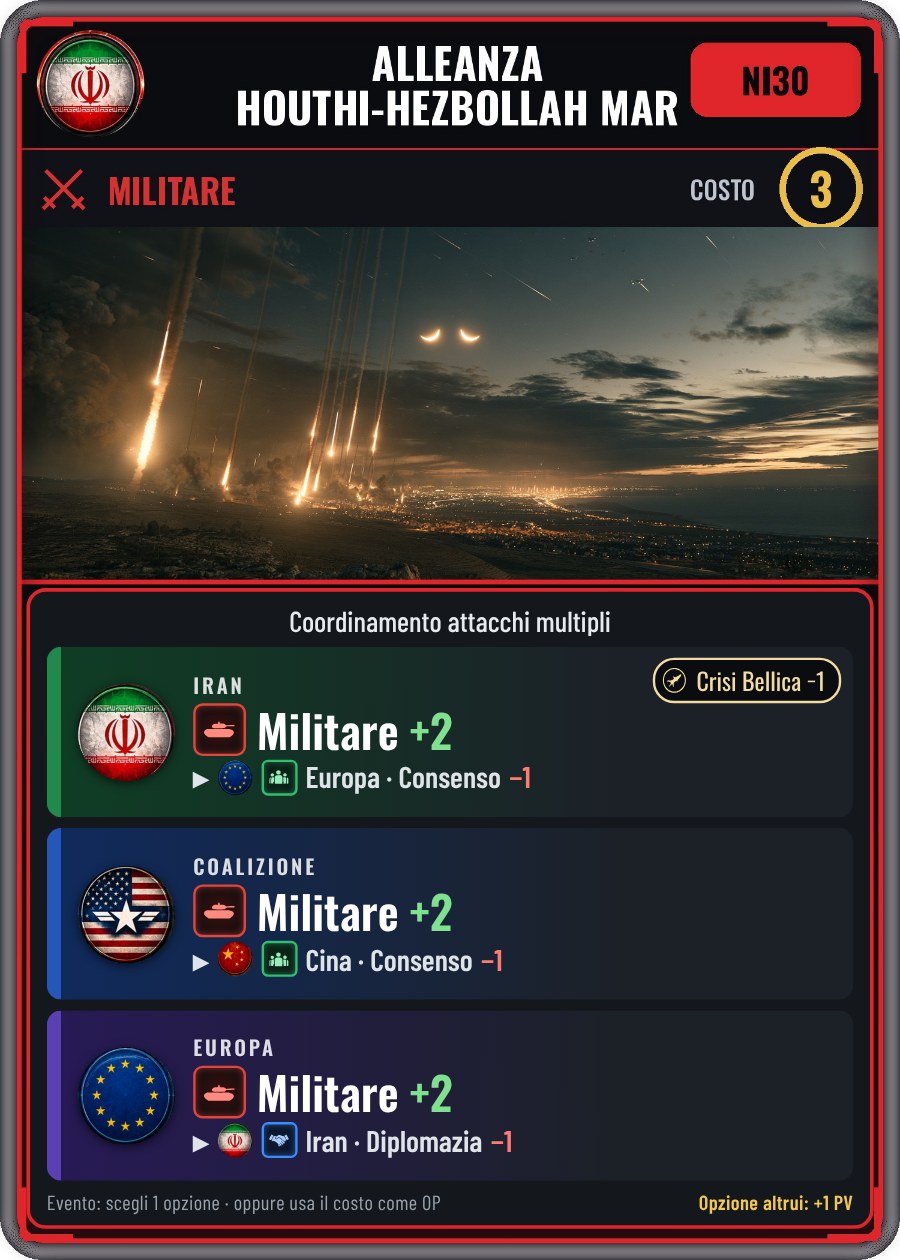 ALLEANZA
HOUTHI-HEZBOLLAH MAR
NI30
MILITARE
COSTO
3
Coordinamento attacchi multipli
IRAN
Crisi Bellica −1
Militare +2
▶ Europa · Consenso −1
COALIZIONE
Militare +2
▶ Cina · Consenso −1
EUROPA
Militare +2
▶ Iran · Diplomazia −1
Evento: scegli 1 opzione · oppure usa il costo come OP
Opzione altrui: +1 PV